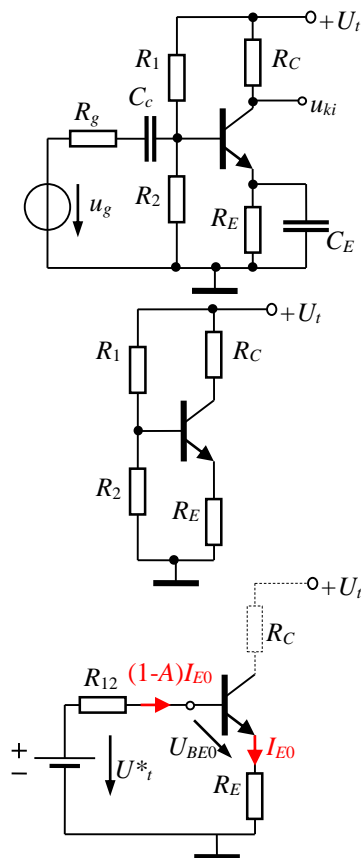 +U_t
R_1
R_C
C_c
R_g
u_ki
u_g
R_2
R_E
C_E
+U_t
R_1
R_C
R_2
R_E
+U_t
R_C
R_12
(1-A)I_E0
+
−
U*_t
U_BE0
I_E0
R_E